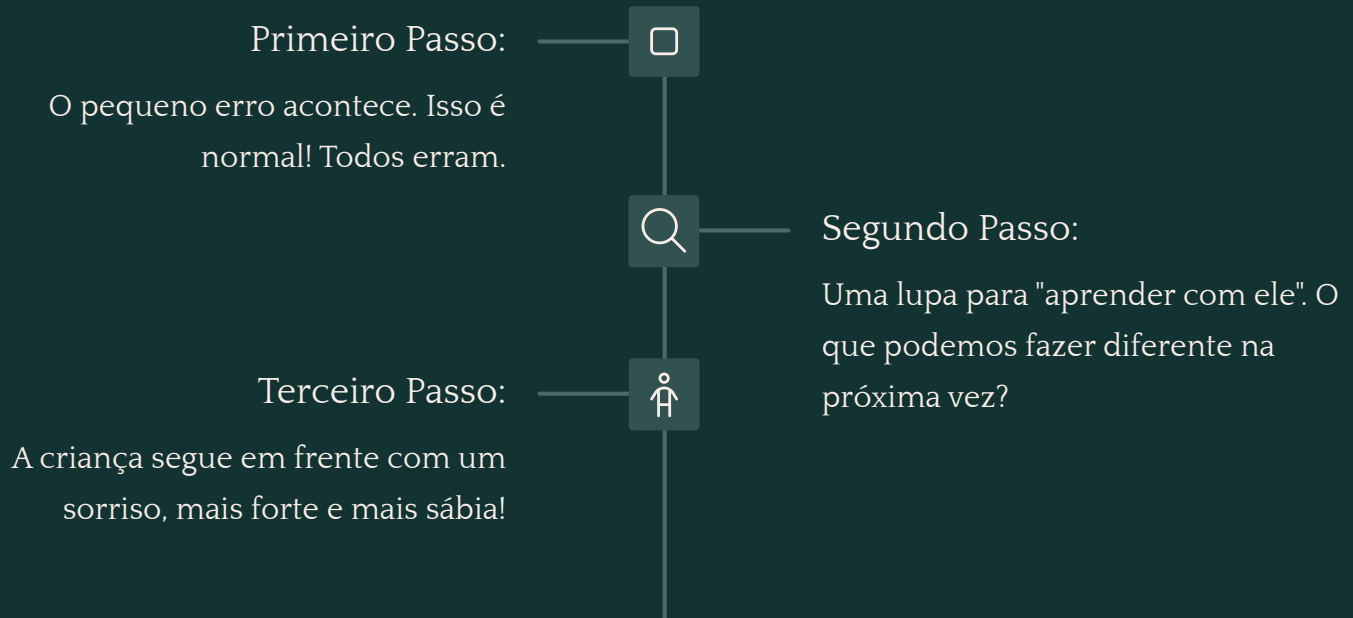 Primeiro Passo:
O pequeno erro acontece. Isso é
normal! Todos erram.
Segundo Passo:
Uma lupa para "aprender com ele". O
que podemos fazer diferente na
próxima vez?
Terceiro Passo:
A criança segue em frente com um
sorriso, mais forte e mais sábia!